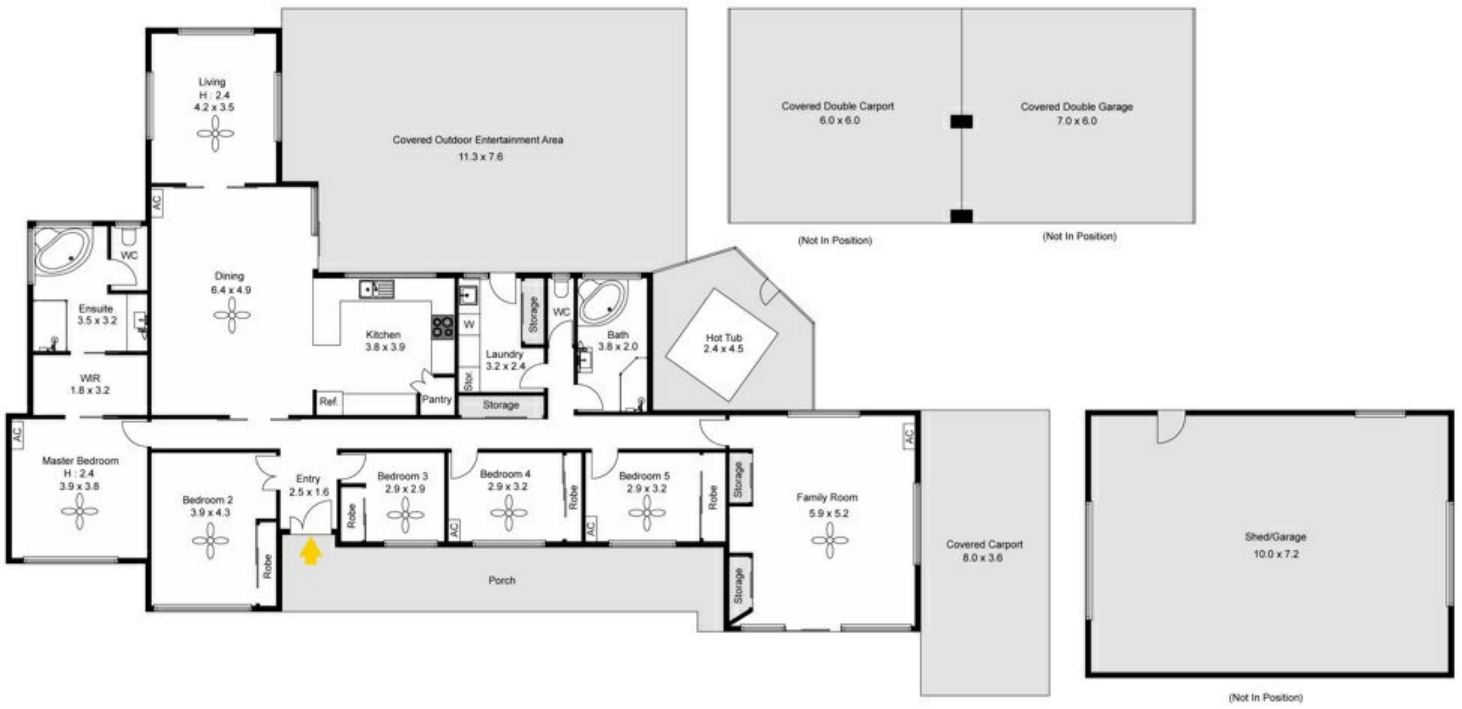 Living
H : 2.4
4.2 x 3.5
Covered Outdoor Entertainment Area
11.3 x 7.6
Covered Double Carport
6.0 x 6.0
Covered Double Garage
7.0 x 6.0
(Not In Position)
(Not In Position)
AC
WC
Ensuite
3.5 x 3.2
Dining
6.4 x 4.9
Kitchen
3.8 x 3.9
Ref.
Pantry
W
Laundry
3.2 x 2.4
Stor.
Storage
Storage
WC
Bath
3.8 x 2.0
Hot Tub
2.4 x 4.5
WIR
1.8 x 3.2
AC
Master Bedroom
H : 2.4
3.9 x 3.8
Bedroom 2
3.9 x 4.3
Robe
Entry
2.5 x 1.6
Bedroom 3
2.9 x 2.9
Robe
Bedroom 4
2.9 x 3.2
AC
Robe
Bedroom 5
2.9 x 3.2
AC
Robe
Storage
Storage
AC
Family Room
5.9 x 5.2
Porch
Covered Carport
8.0 x 3.6
Shed/Garage
10.0 x 7.2
(Not In Position)